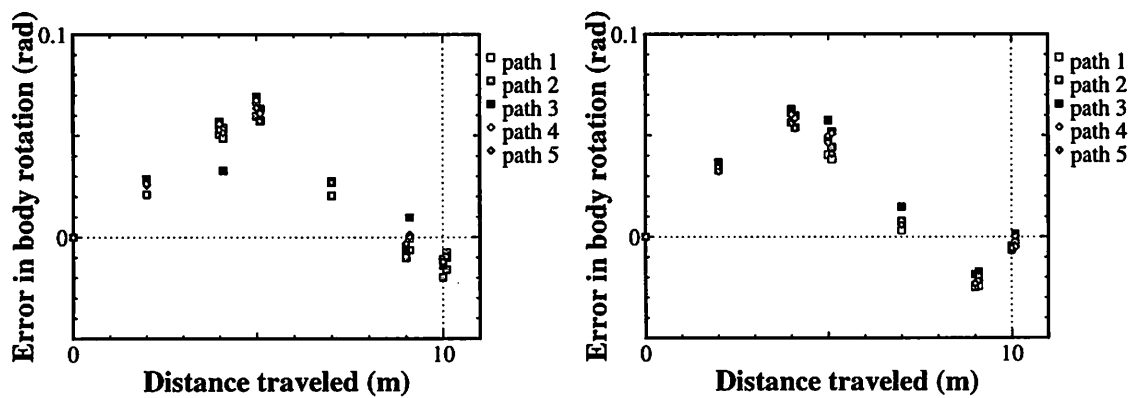 Error in body rotation (rad)
0.1
0
0
10
Distance traveled (m)
path 1
path 2
path 3
path 4
path 5
Error in body rotation (rad)
0.1
0
0
10
Distance traveled (m)
path 1
path 2
path 3
path 4
path 5